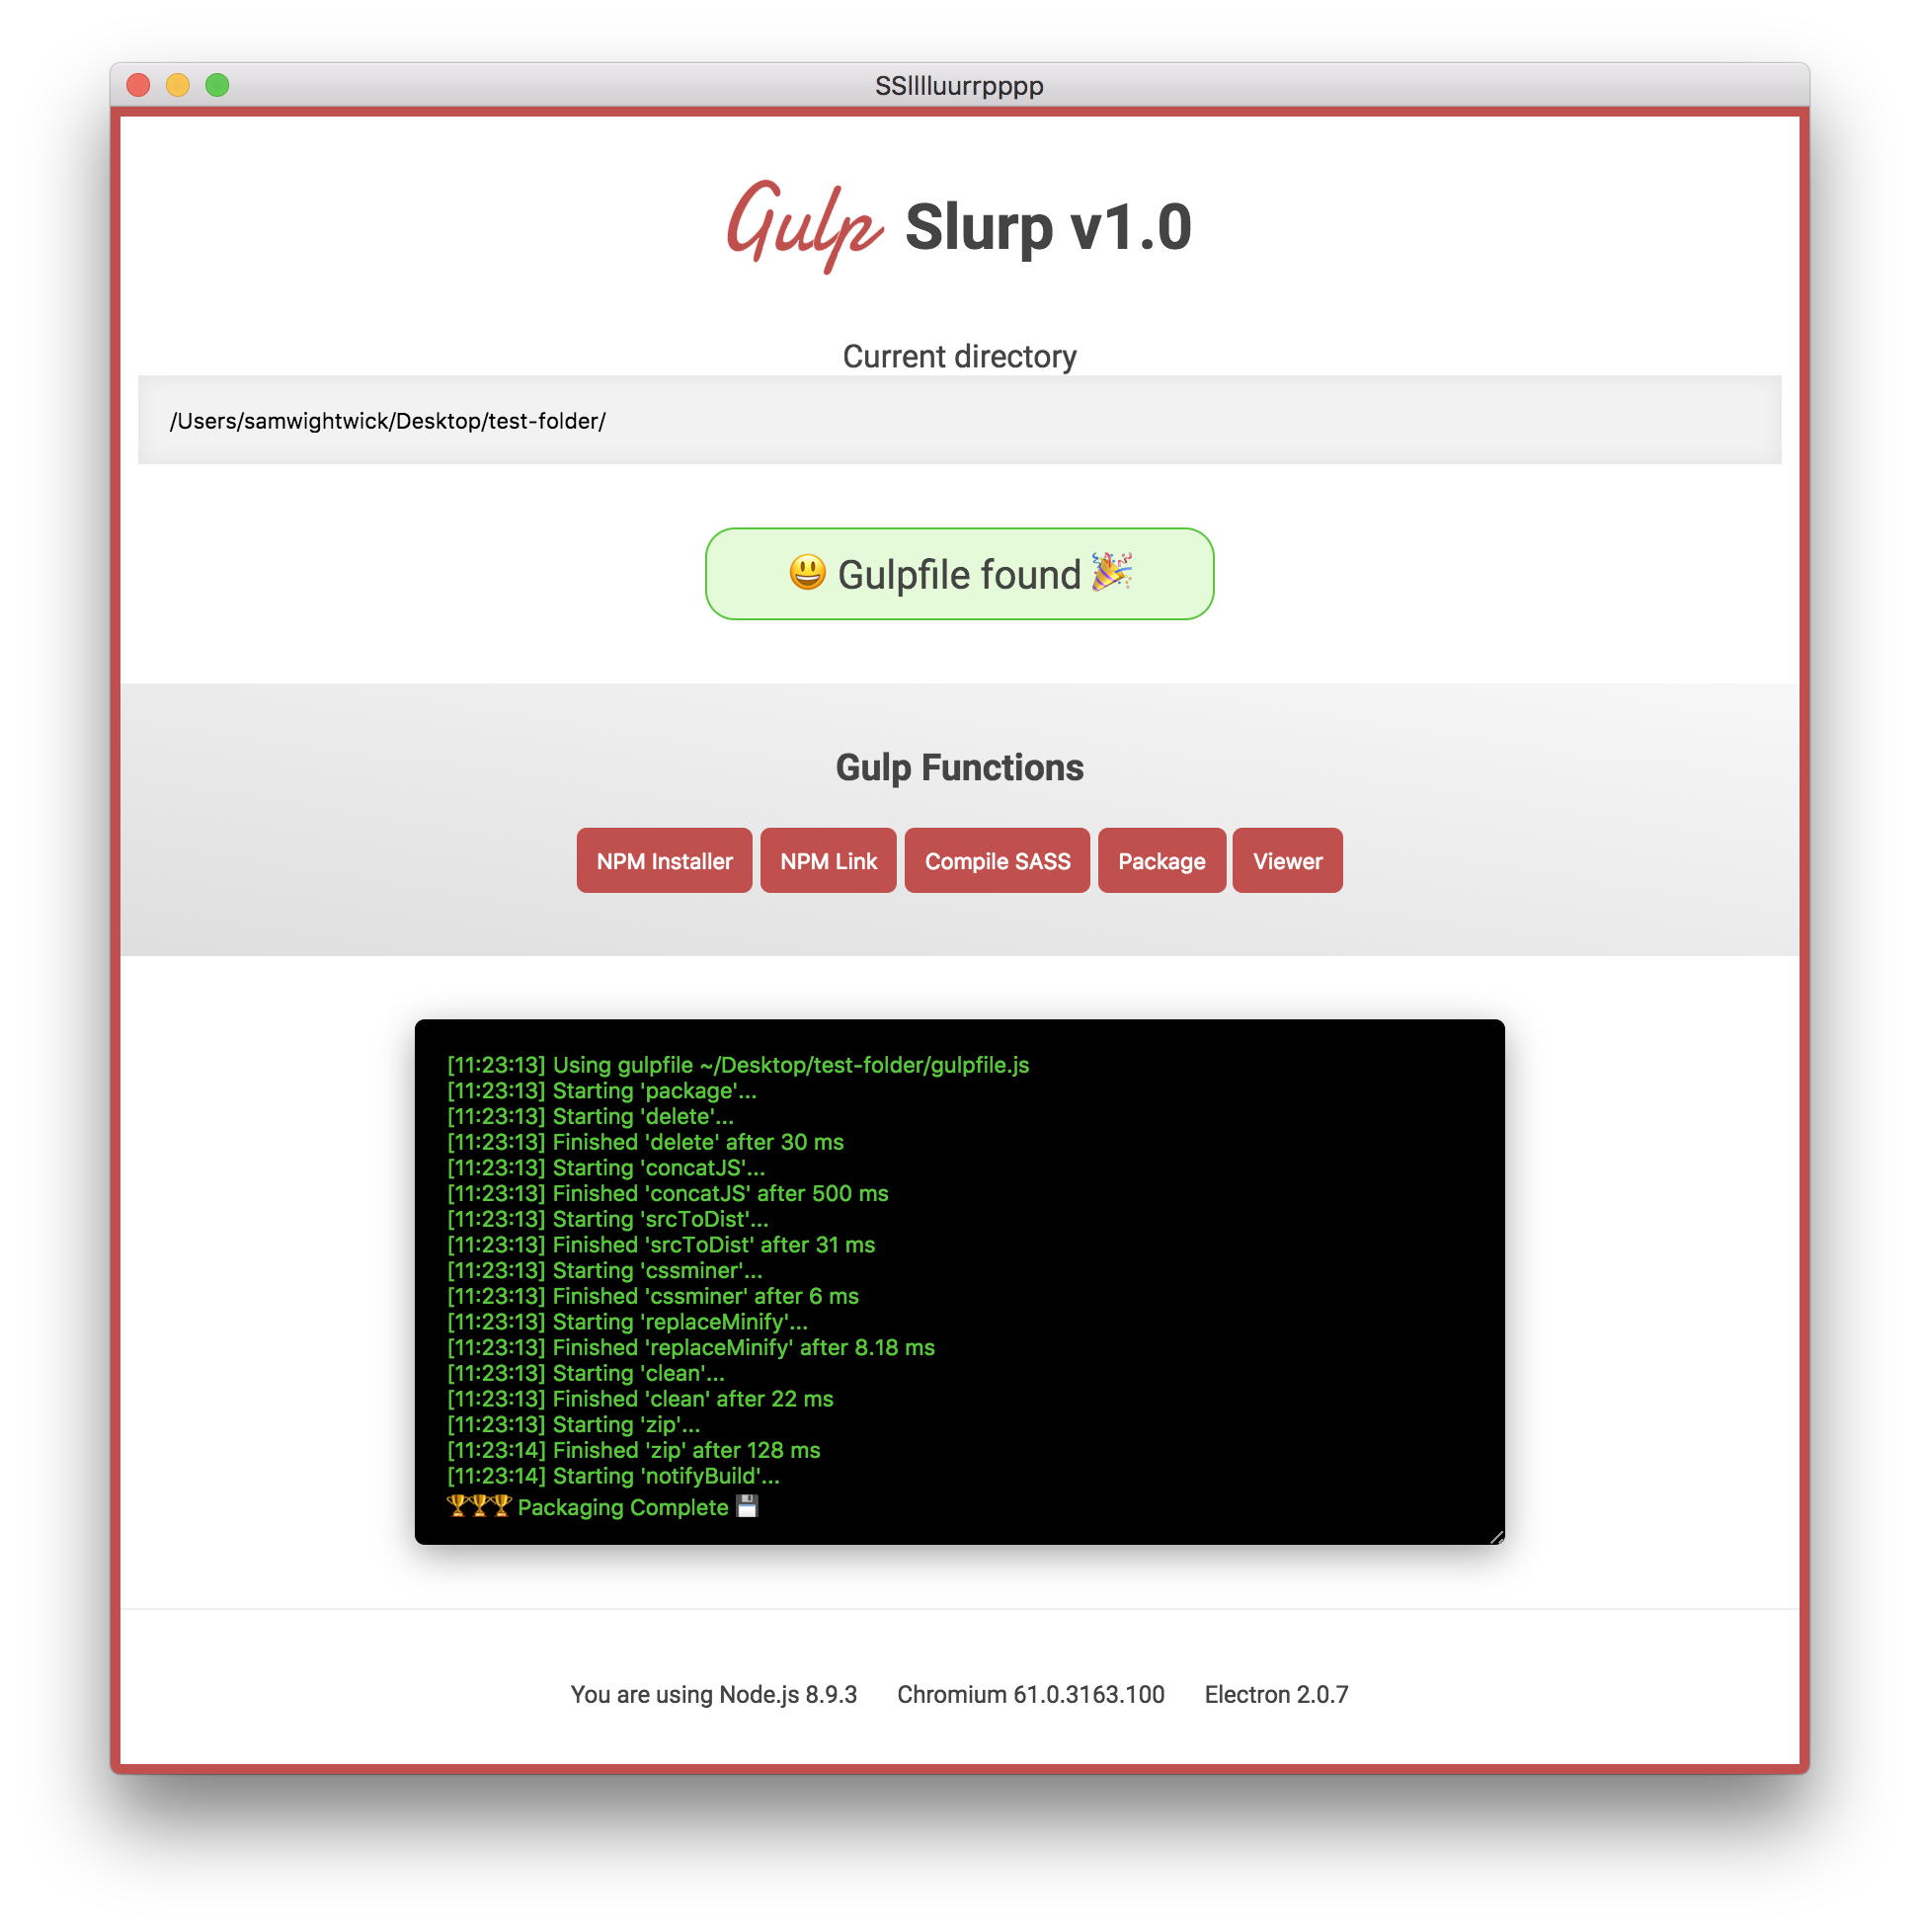 SSlllluurrpppp
Gulp Slurp v1.0
Current directory
/Users/samwightwick/Desktop/test-folder/
😃 Gulpfile found 🎉
Gulp Functions
NPM Installer NPM Link Compile SASS Package Viewer
[11:23:13] Using gulpfile ~/Desktop/test-folder/gulpfile.js
[11:23:13] Starting 'package'...
[11:23:13] Starting 'delete'...
[11:23:13] Finished 'delete' after 30 ms
[11:23:13] Starting 'concatJS'...
[11:23:13] Finished 'concatJS' after 500 ms
[11:23:13] Starting 'srcToDist'...
[11:23:13] Finished 'srcToDist' after 31 ms
[11:23:13] Starting 'cssminer'...
[11:23:13] Finished 'cssminer' after 6 ms
[11:23:13] Starting 'replaceMinify'...
[11:23:13] Finished 'replaceMinify' after 8.18 ms
[11:23:13] Starting 'clean'...
[11:23:13] Finished 'clean' after 22 ms
[11:23:13] Starting 'zip'...
[11:23:14] Finished 'zip' after 128 ms
[11:23:14] Starting 'notifyBuild'...
🏆🏆🏆 Packaging Complete 💾
You are using Node.js 8.9.3 Chromium 61.0.3163.100 Electron 2.0.7